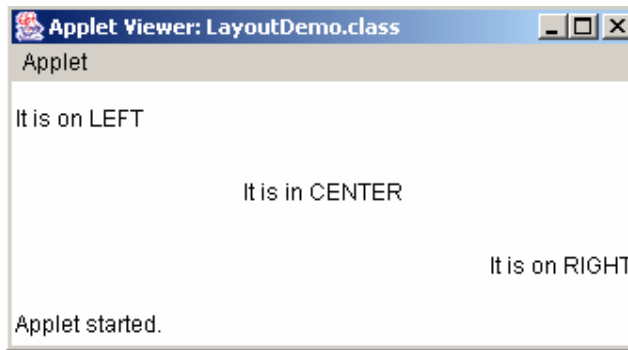 Applet Viewer: LayoutDemo.class
Applet
It is on LEFT
It is in CENTER
It is on RIGHT
Applet started.